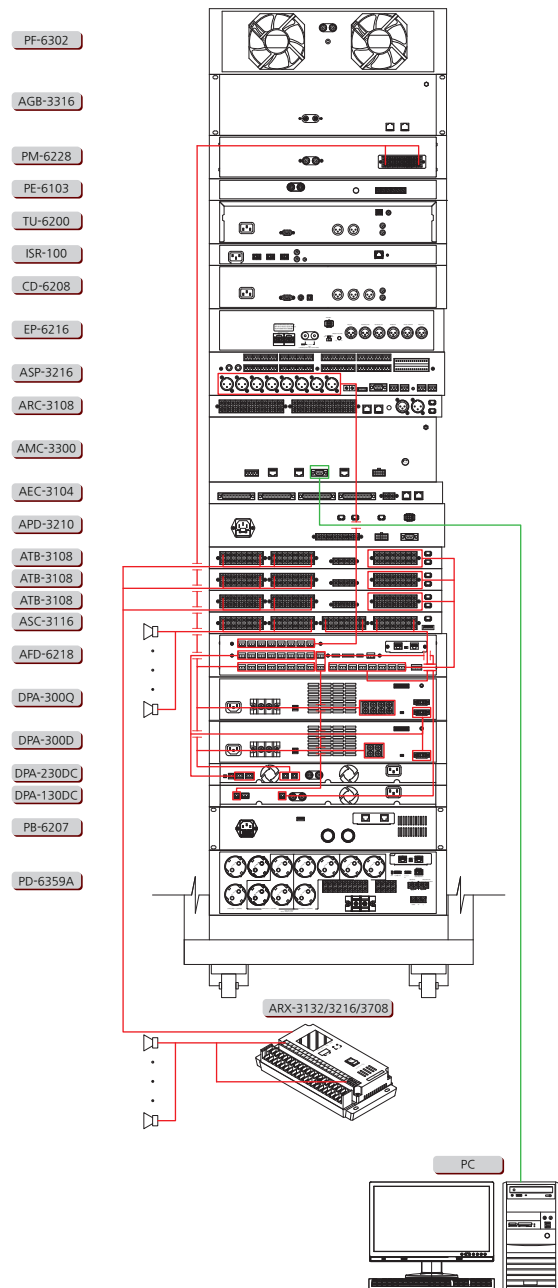 PF-6302
AGB-3316
PM-6228
PE-6103
TU-6200
ISR-100
CD-6208
EP-6216
ASP-3216
ARC-3108
AMC-3300
AEC-3104
APD-3210
ATB-3108
ATB-3108
ATB-3108
ASC-3116
AFD-6218
DPA-300Q
DPA-300D
DPA-230DC
DPA-130DC
PB-6207
PD-6359A
ARX-3132/3216/3708
PC